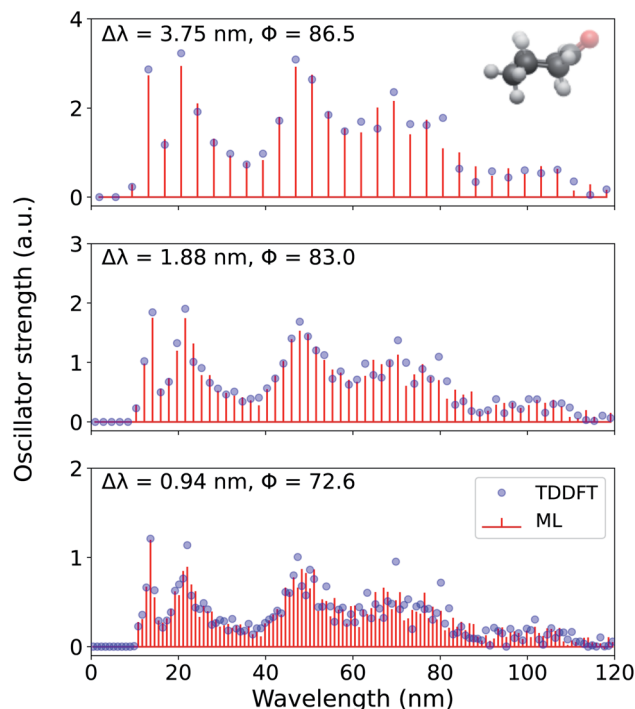 Δλ = 3.75 nm, Φ = 86.5
4
2
0
Δλ = 1.88 nm, Φ = 83.0
3
2
1
0
Oscillator strength (a.u.)
Δλ = 0.94 nm, Φ = 72.6
TDDFT
ML
2
1
0
0 20 40 60 80 100 120
Wavelength (nm)